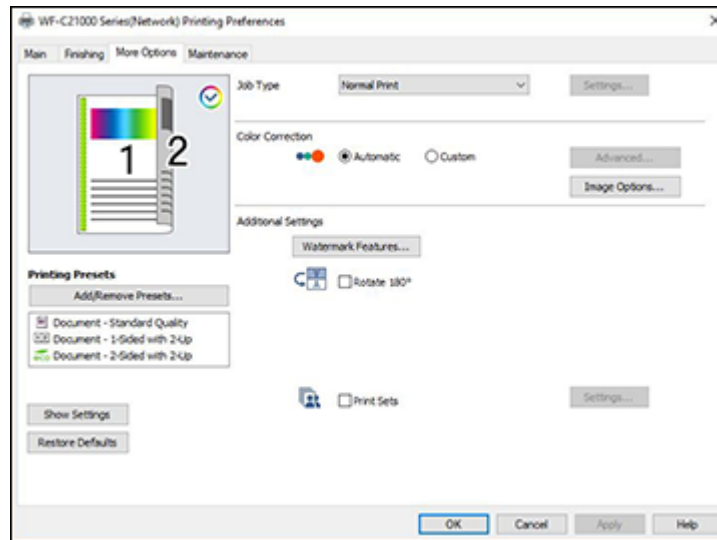 WF-C21000 Series(Network) Printing Preferences
Main Finishing More Options Maintenance
1 2
Job Type Normal Print Settings...
Color Correction
Automatic Custom Advanced...
Image Options...
Additional Settings
Watermark Features...
Printing Presets
Rotate 180°
Add/Remove Presets...
Document - Standard Quality
Document - 1-Sided with 2-Up
Document - 2-Sided with 2-Up
Print Sets Settings...
Show Settings
Restore Defaults
OK Cancel Apply Help